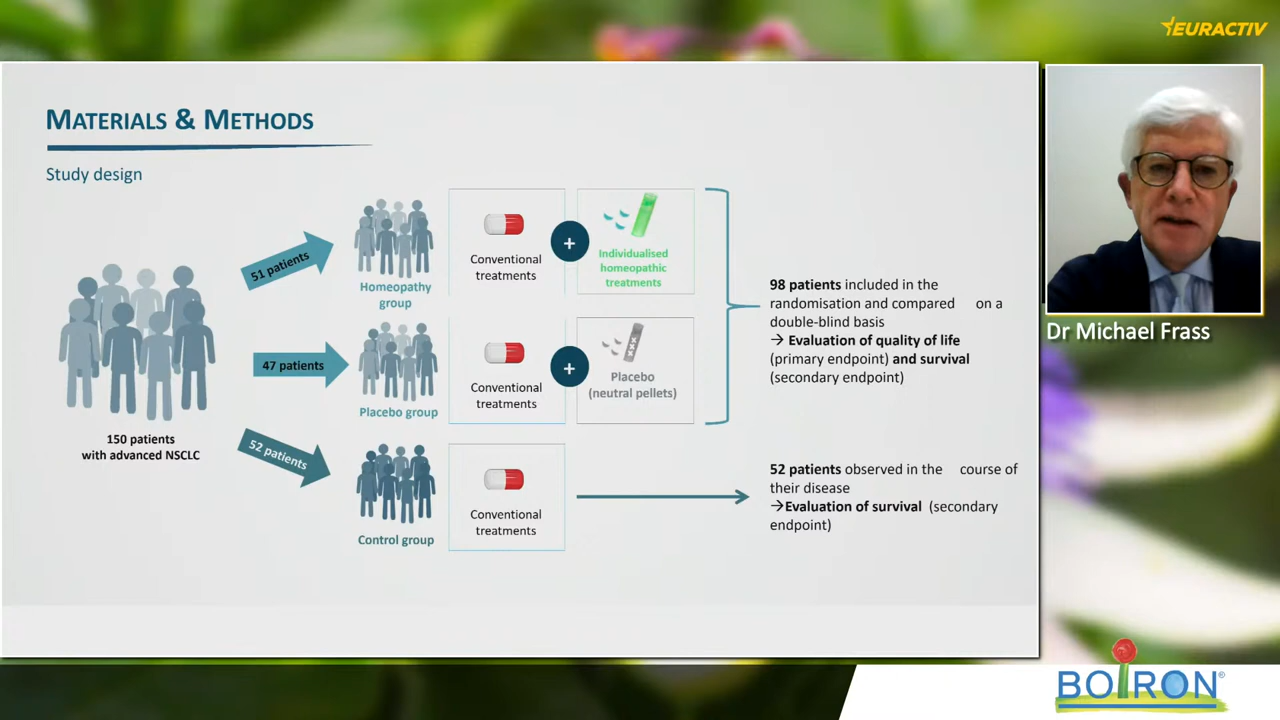 EURACTIV
MATERIALS & METHODS
Study design
150 patients
with advanced NSCLC
51 patients
Homeopathy
group
Conventional
treatments
+
Individualised
homeopathic
treatments
47 patients
Placebo group
Conventional
treatments
+
Placebo
(neutral pellets)
98 patients included in the
randomisation and compared on a
double-blind basis
→ Evaluation of quality of life
(primary endpoint) and survival
(secondary endpoint)
52 patients
Control group
Conventional
treatments
52 patients observed in the course of
their disease
→Evaluation of survival (secondary
endpoint)
Dr Michael Frass
BOIRON®